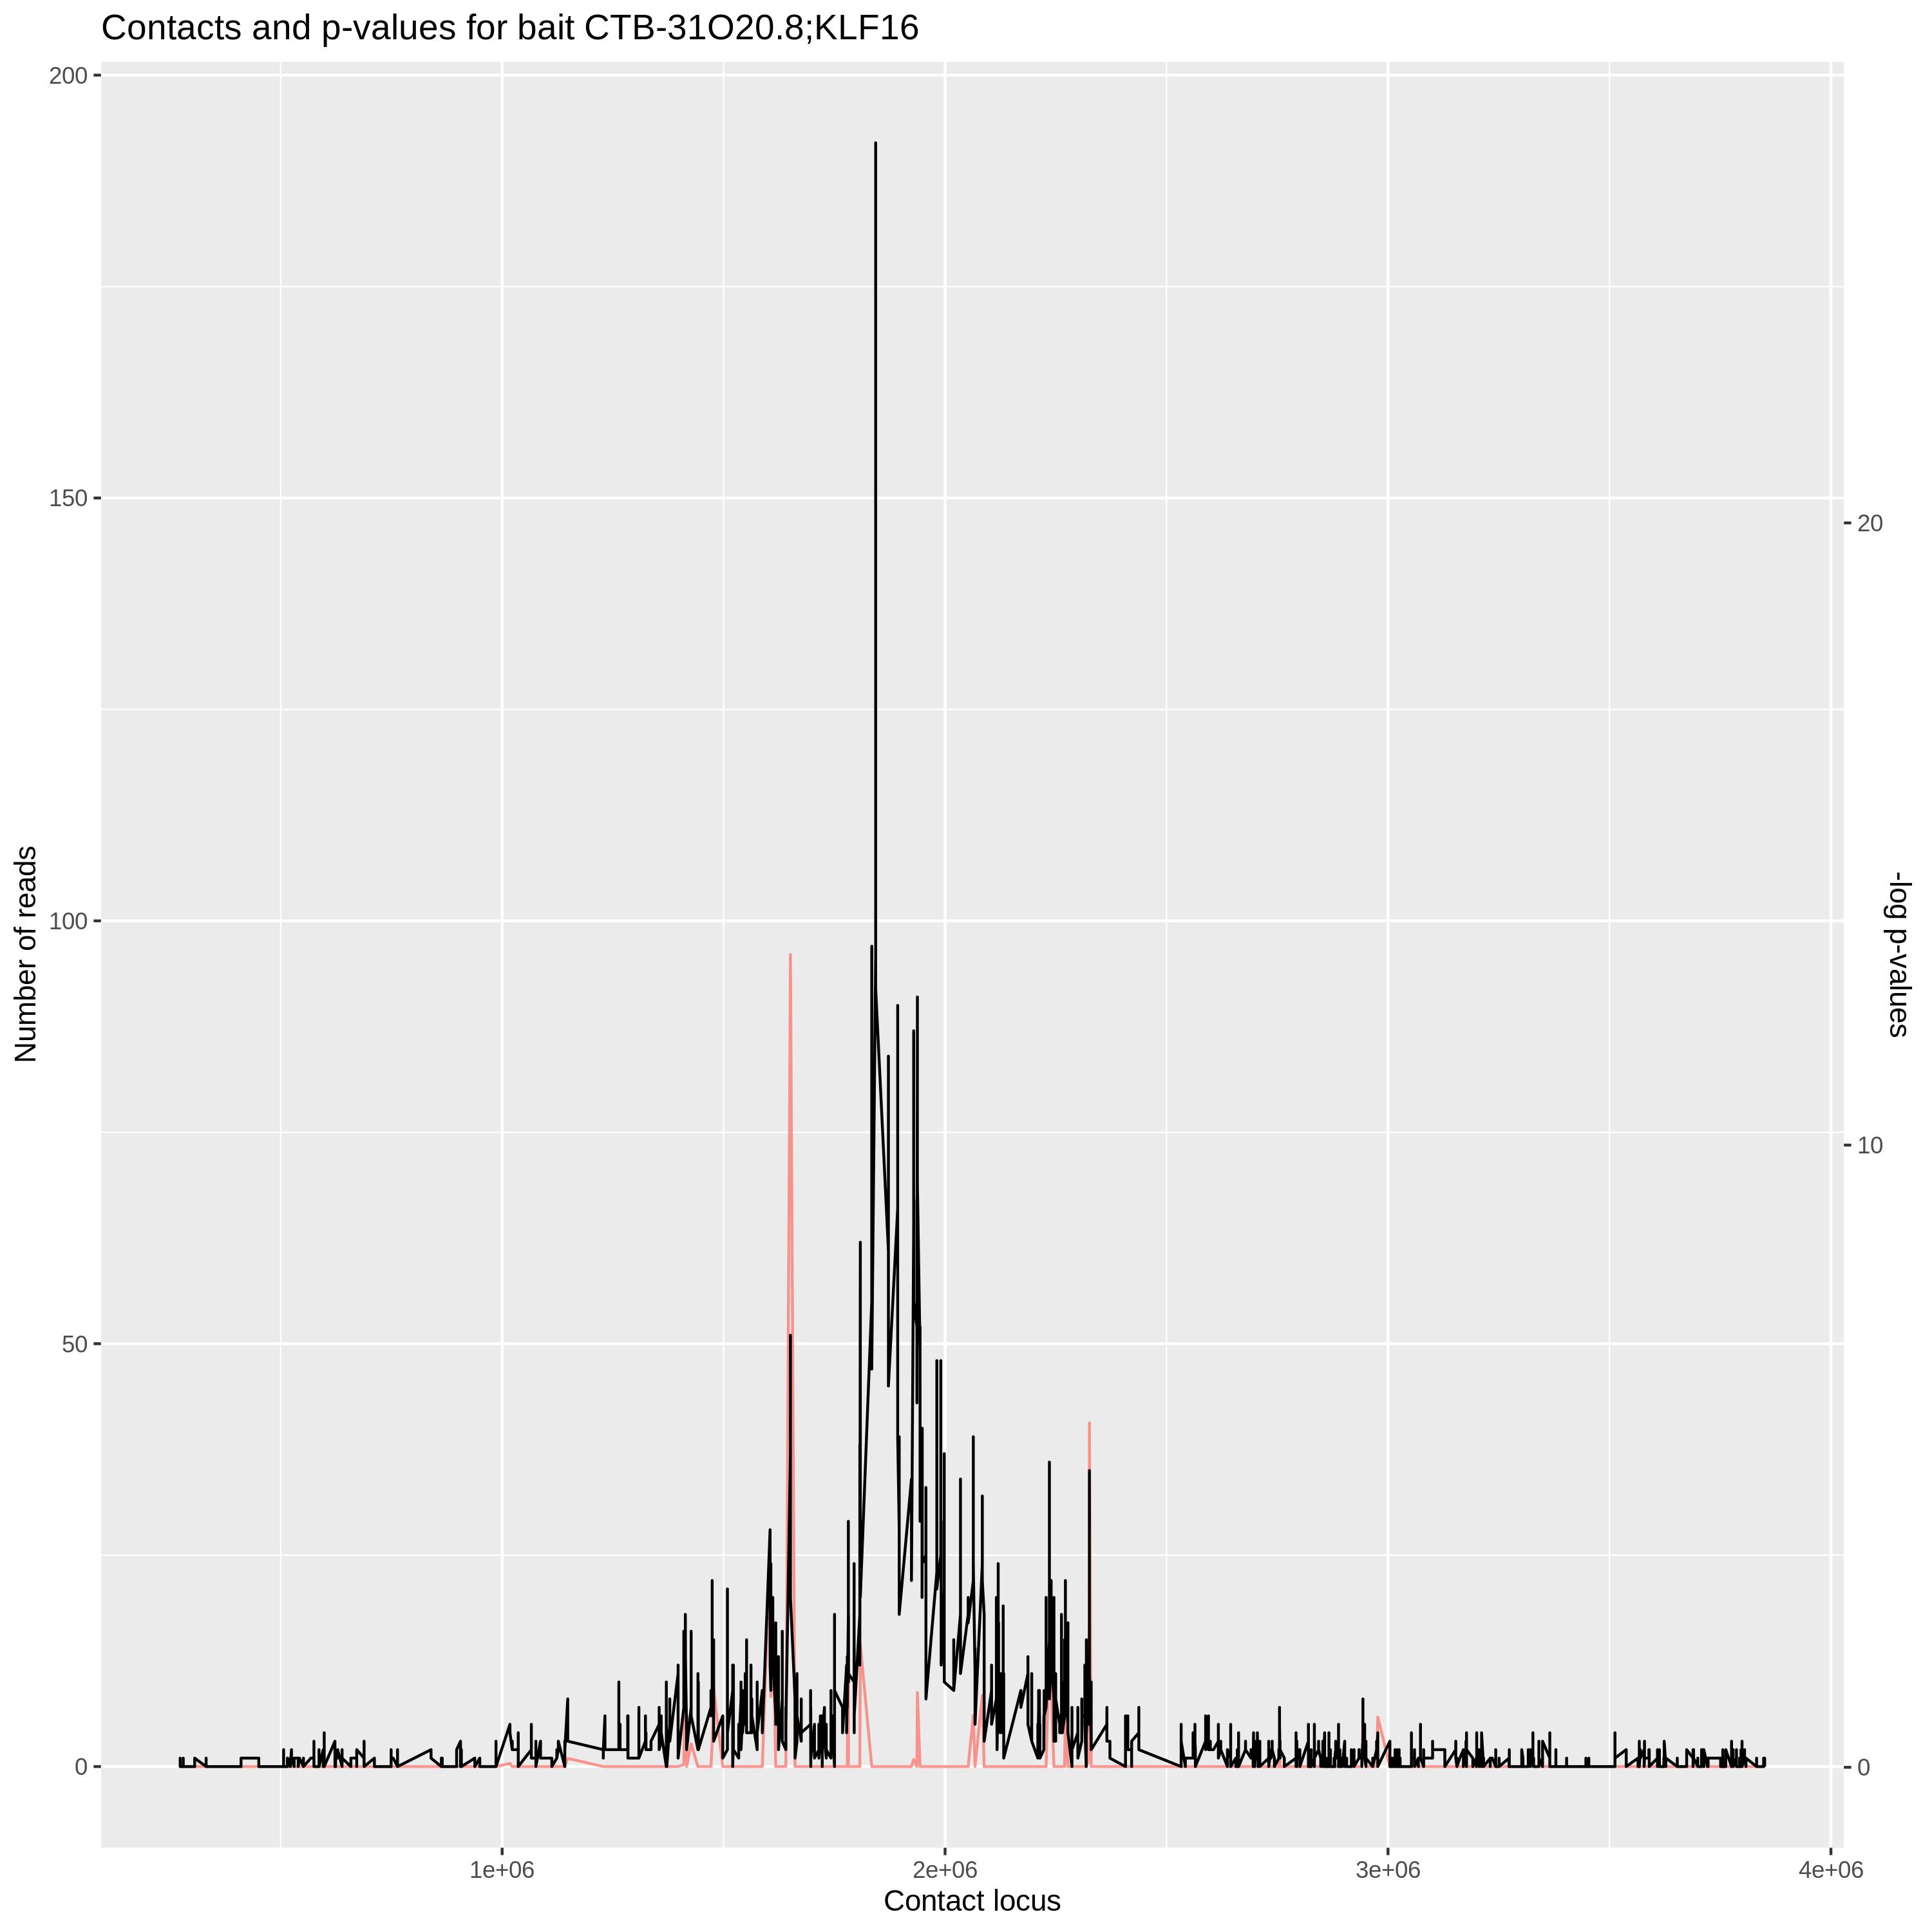 Contacts and p-values for bait CTB-31O20.8;KLF16
200
150
100
50
0
Number of reads
20
10
0
-log p-values
1e+06
2e+06
3e+06
4e+06
Contact locus